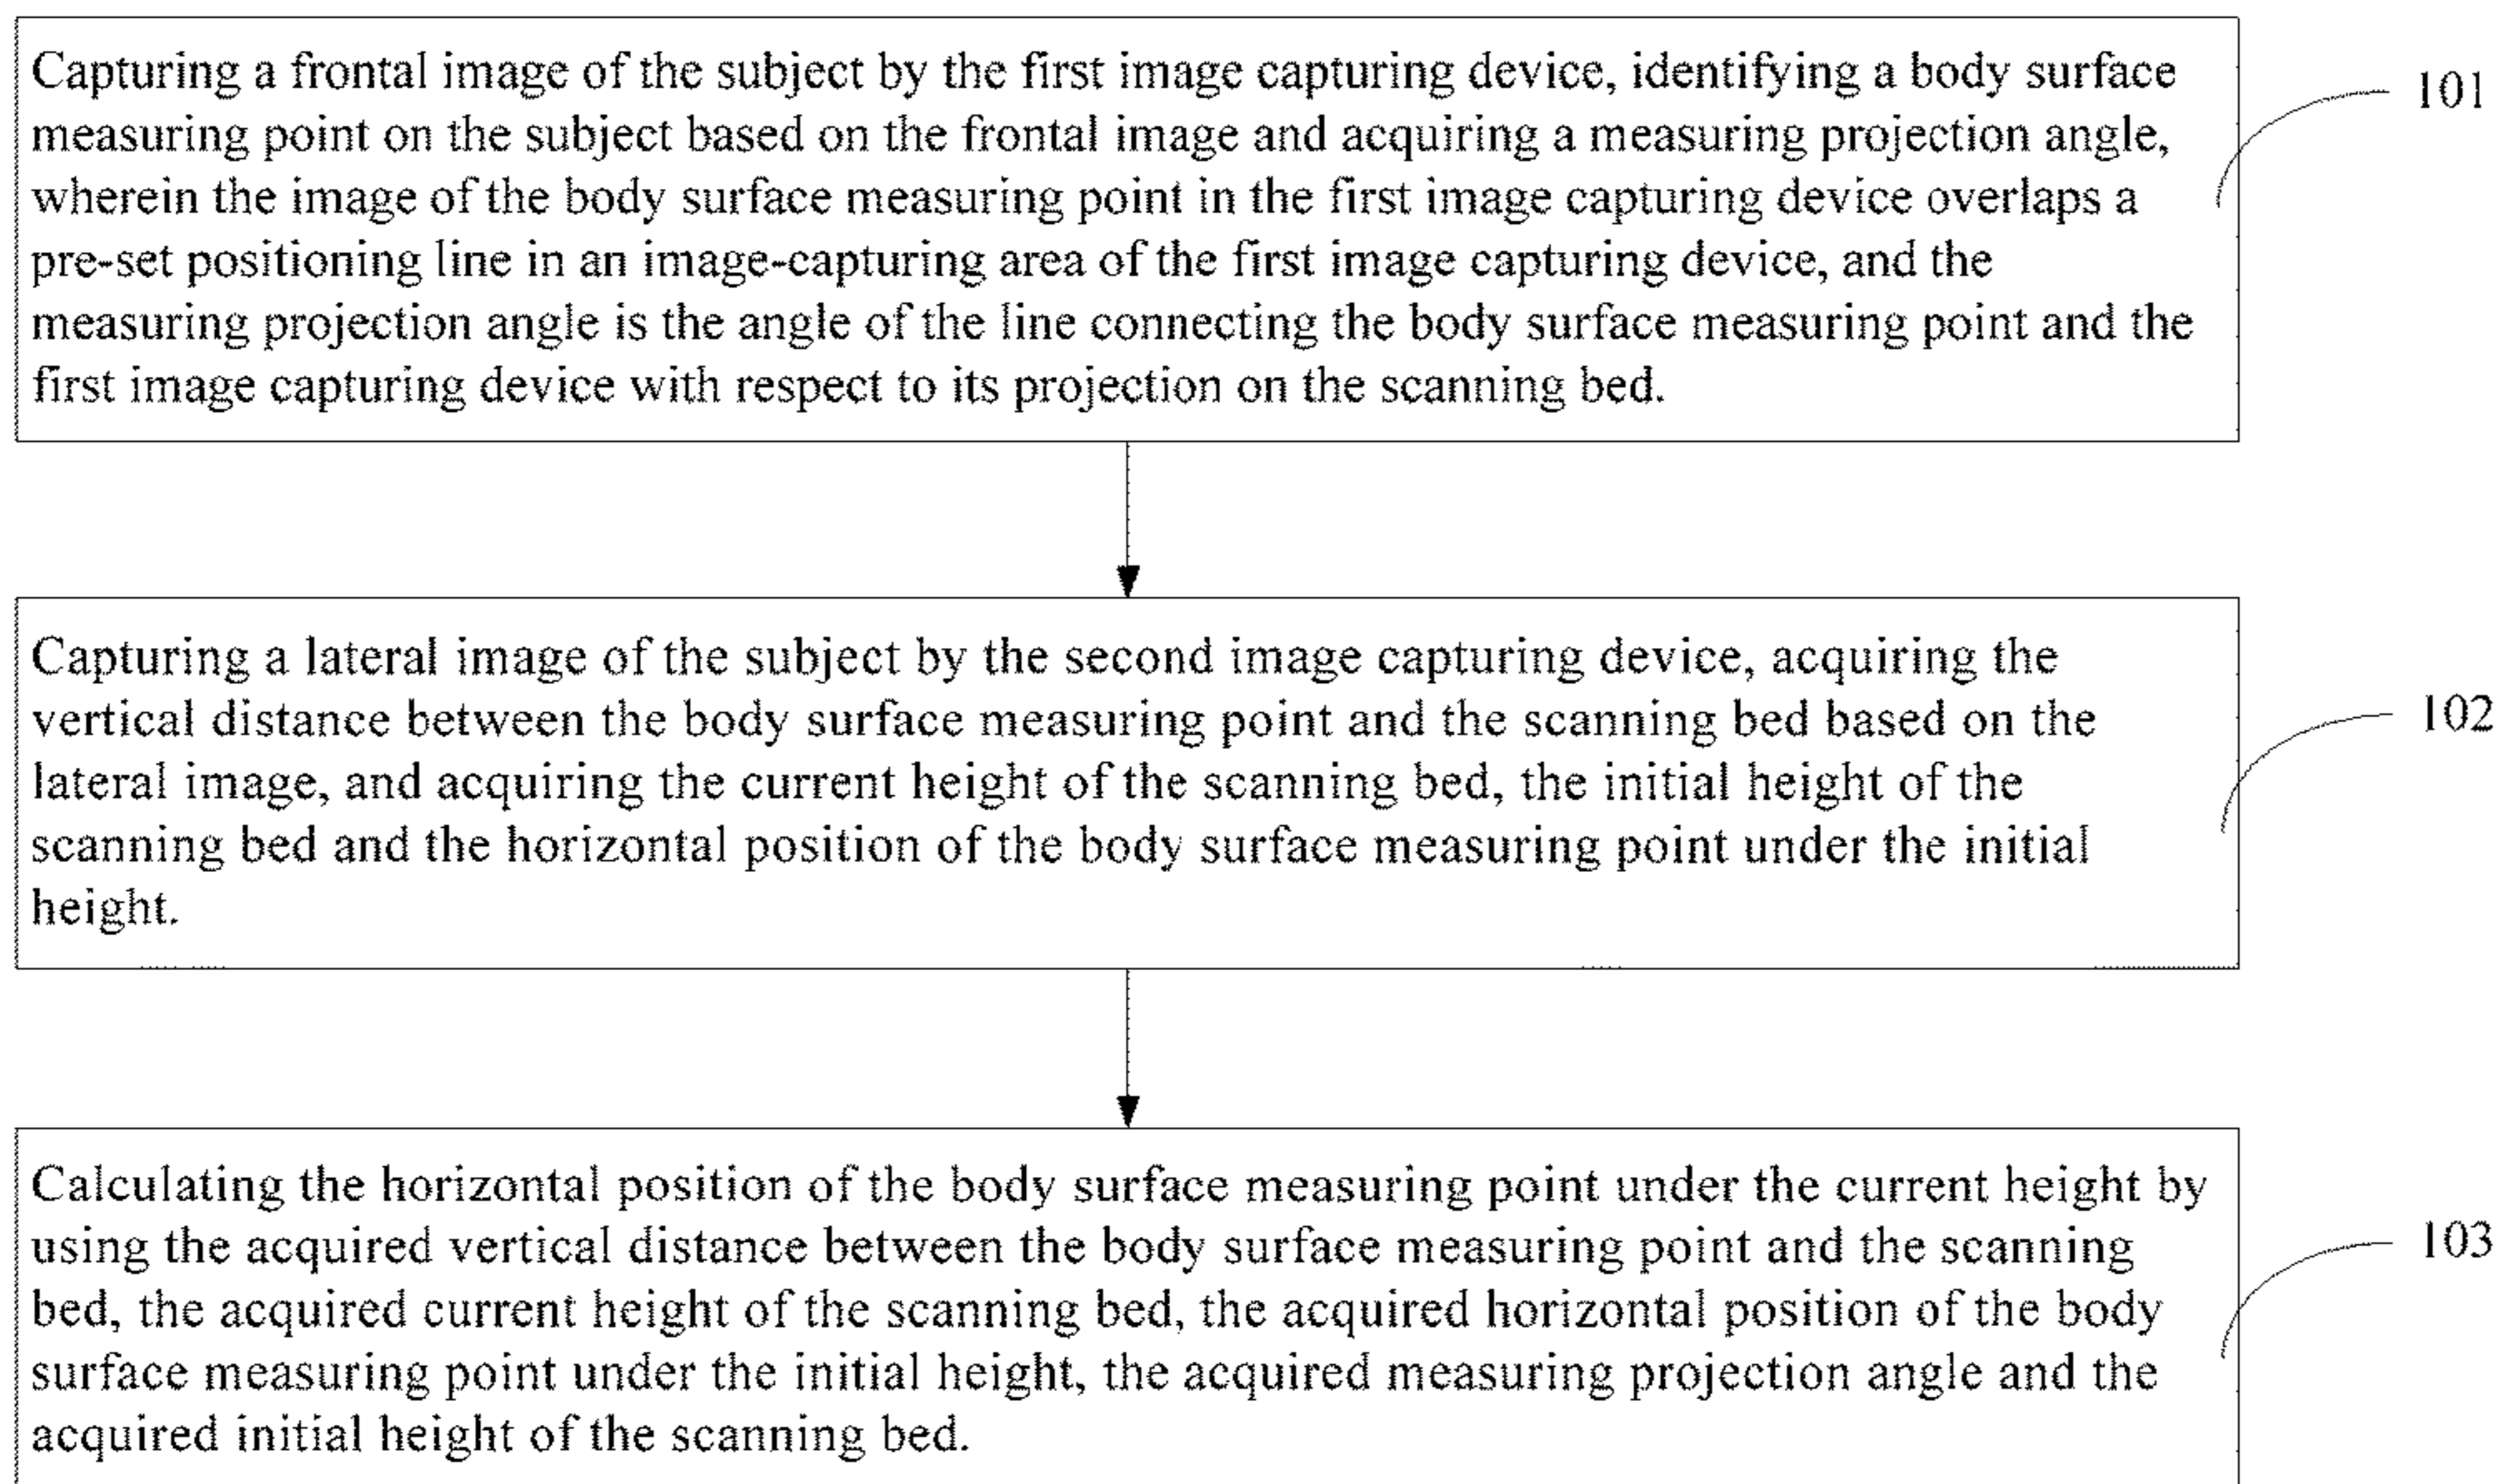 Capturing a frontal image of the subject by the first image capturing device, identifying a body surface
measuring point on the subject based on the frontal image and acquiring a measuring projection angle,
wherein the image of the body surface measuring point in the first image capturing device overlaps a
pre-set positioning line in an image-capturing area of the first image capturing device, and the
measuring projection angle is the angle of the line connecting the body surface measuring point and the
first image capturing device with respect to its projection on the scanning bed.
101
Capturing a lateral image of the subject by the second image capturing device, acquiring the
vertical distance between the body surface measuring point and the scanning bed based on the
lateral image, and acquiring the current height of the scanning bed, the initial height of the
scanning bed and the horizontal position of the body surface measuring point under the initial
height.
102
Calculating the horizontal position of the body surface measuring point under the current height by
using the acquired vertical distance between the body surface measuring point and the scanning
bed, the acquired current height of the scanning bed, the acquired horizontal position of the body
surface measuring point under the initial height, the acquired measuring projection angle and the
acquired initial height of the scanning bed.
103